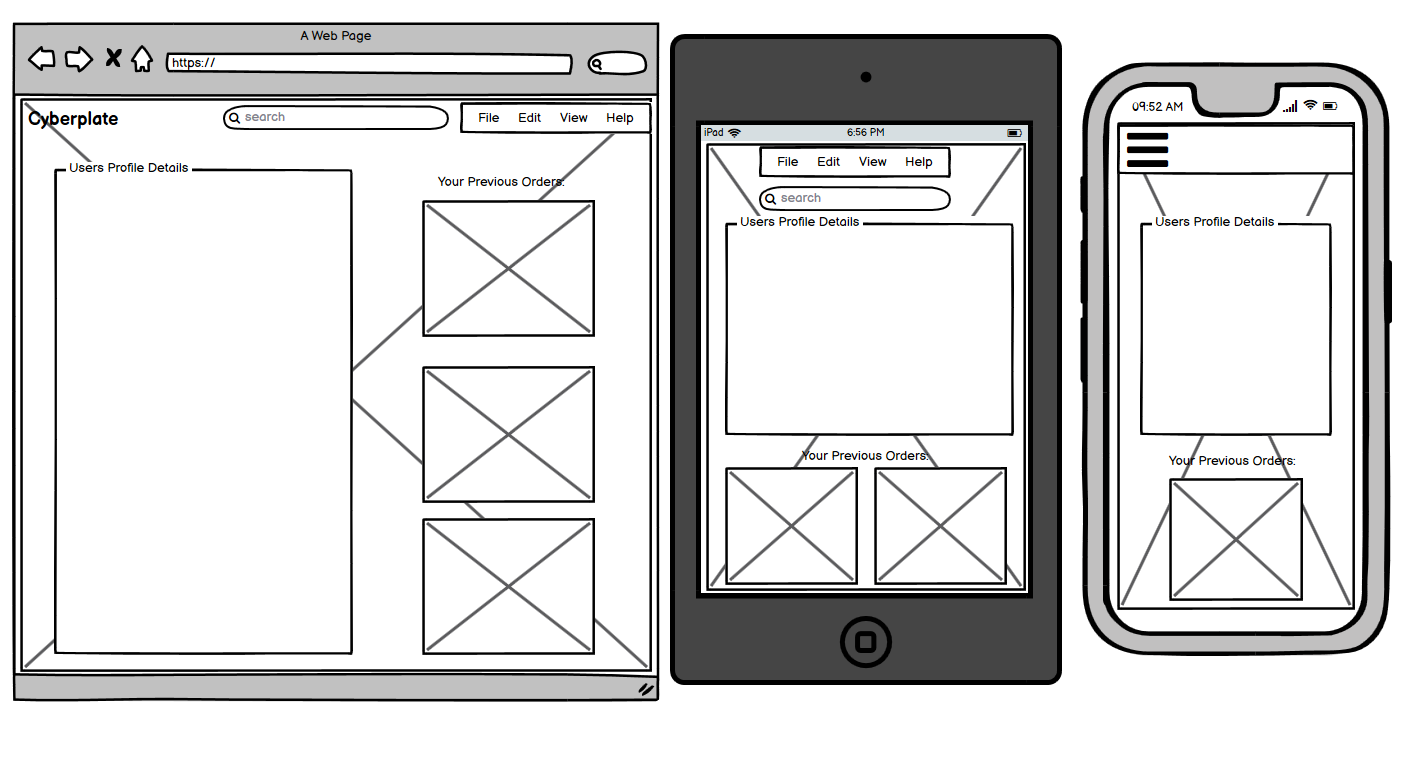 A Web Page
https://
Cyberplate
search
File Edit View Help
Users Profile Details
Your Previous Orders:
iPad 6:56 PM
File Edit View Help
search
Users Profile Details
Your Previous Orders:
09:52 AM
Users Profile Details
Your Previous Orders: